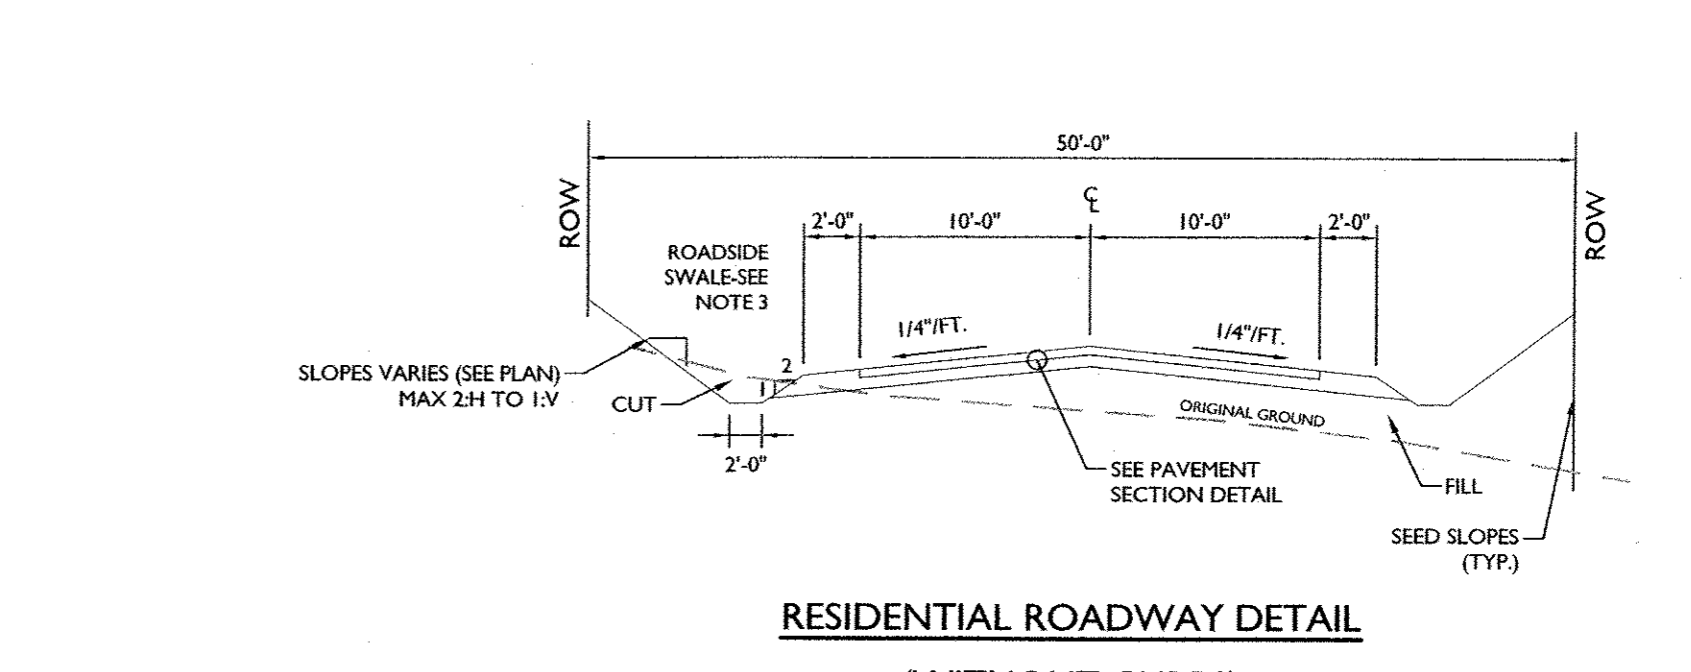 50'-0"
ROW
ROW
℄
2'-0"
10'-0"
10'-0"
2'-0"
ROADSIDE
SWALE-SEE
NOTE 3
1/4"/FT.
1/4"/FT.
SLOPES VARIES (SEE PLAN)
MAX 2:H TO 1:V
2
1
CUT
2'-0"
ORIGINAL GROUND
SEE PAVEMENT
SECTION DETAIL
FILL
SEED SLOPES
(TYP.)
RESIDENTIAL ROADWAY DETAIL